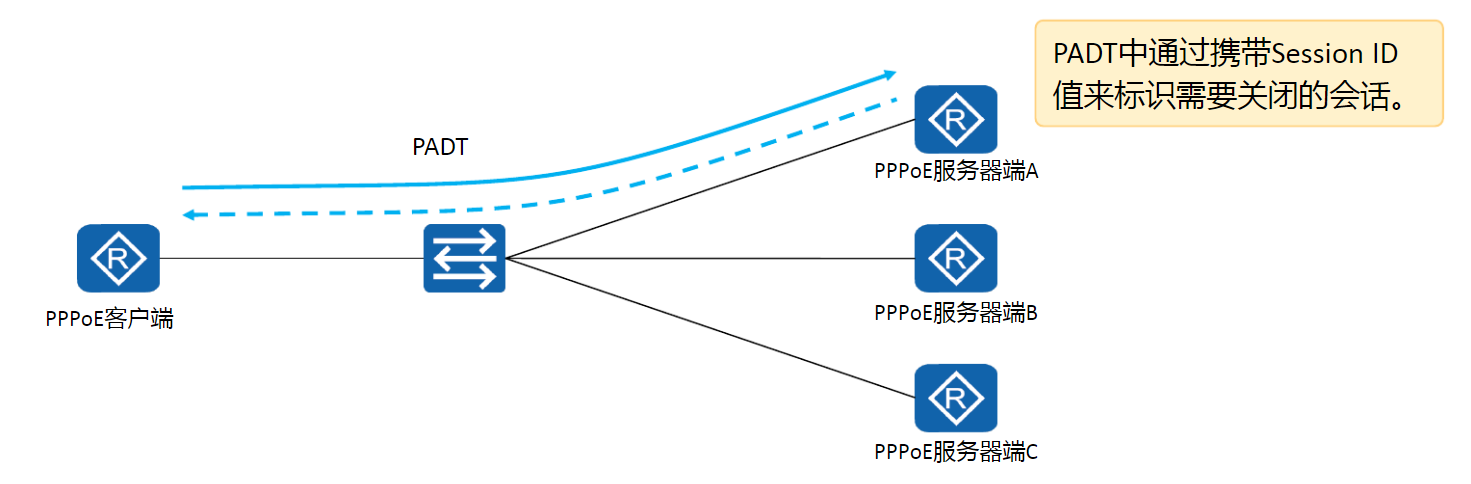 PADT中通过携带Session ID
值来标识需要关闭的会话。
PADT
R
PPPoE服务器端A
R
PPPoE客户端
R
PPPoE服务器端B
R
PPPoE服务器端C